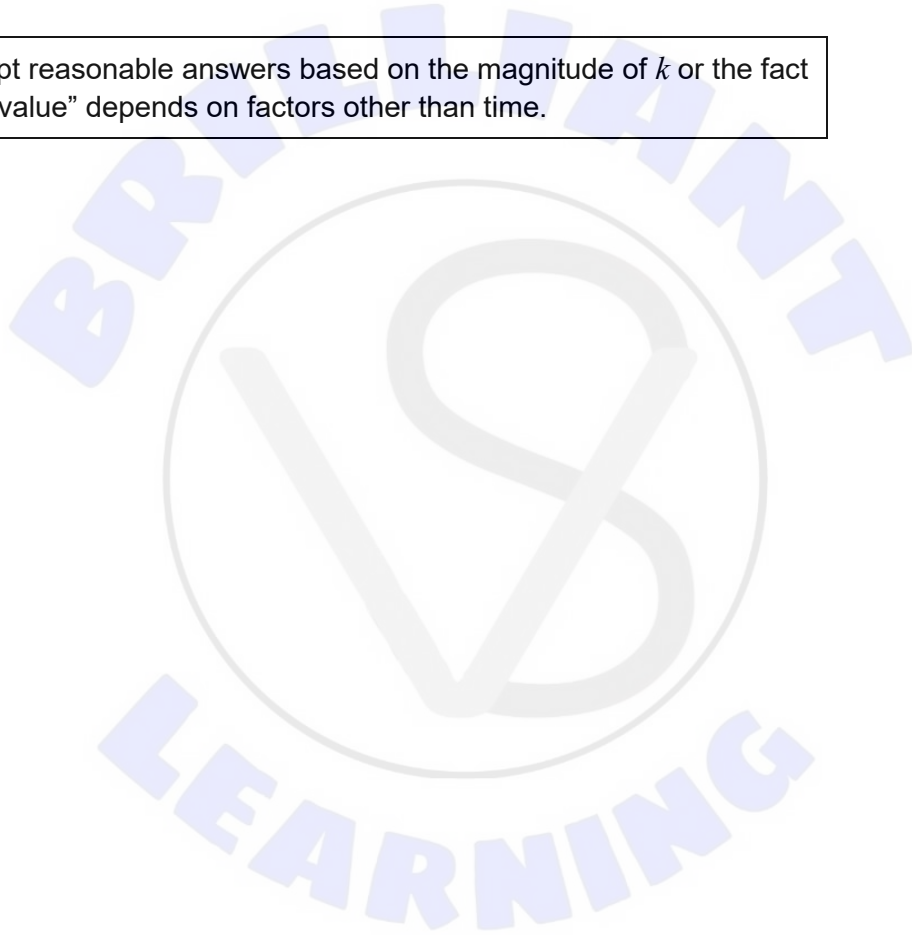 pt reasonable answers based on the magnitude of k or the fact
value” depends on factors other than time.
BRILLIANT
VS
LEARNING